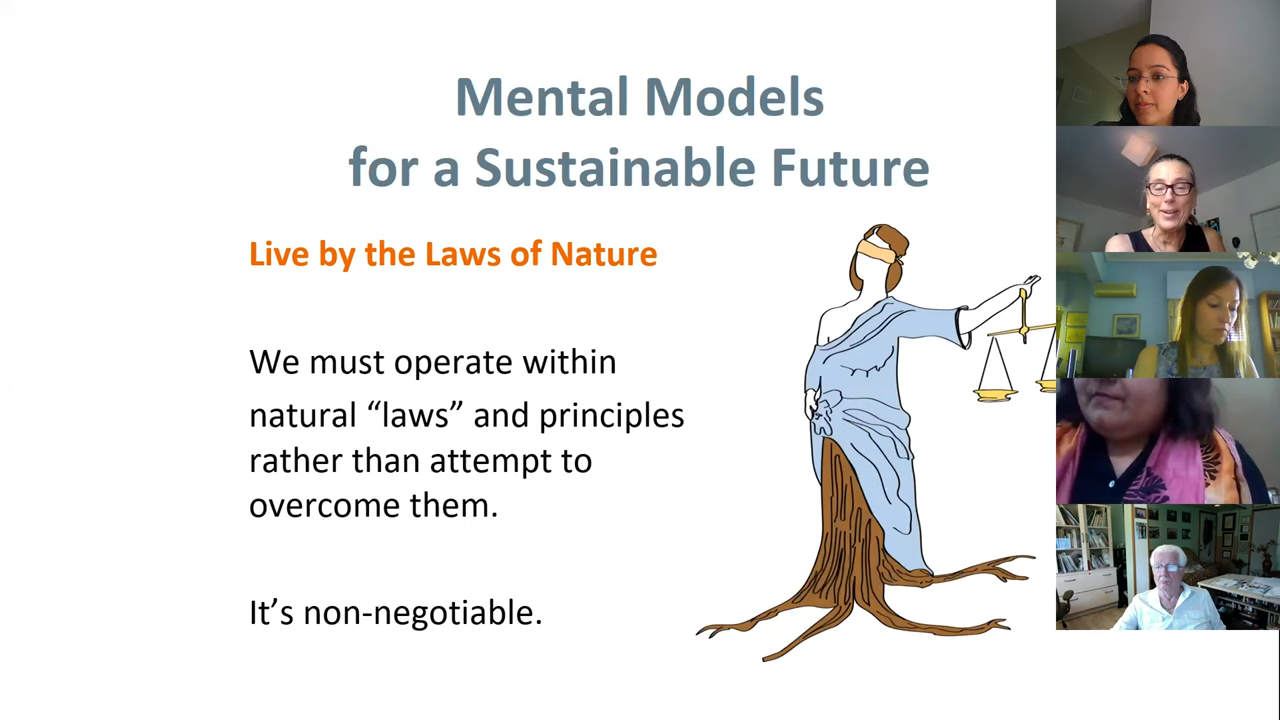 Mental Models
for a Sustainable Future
Live by the Laws of Nature
We must operate within
natural “laws” and principles
rather than attempt to
overcome them.
It’s non-negotiable.